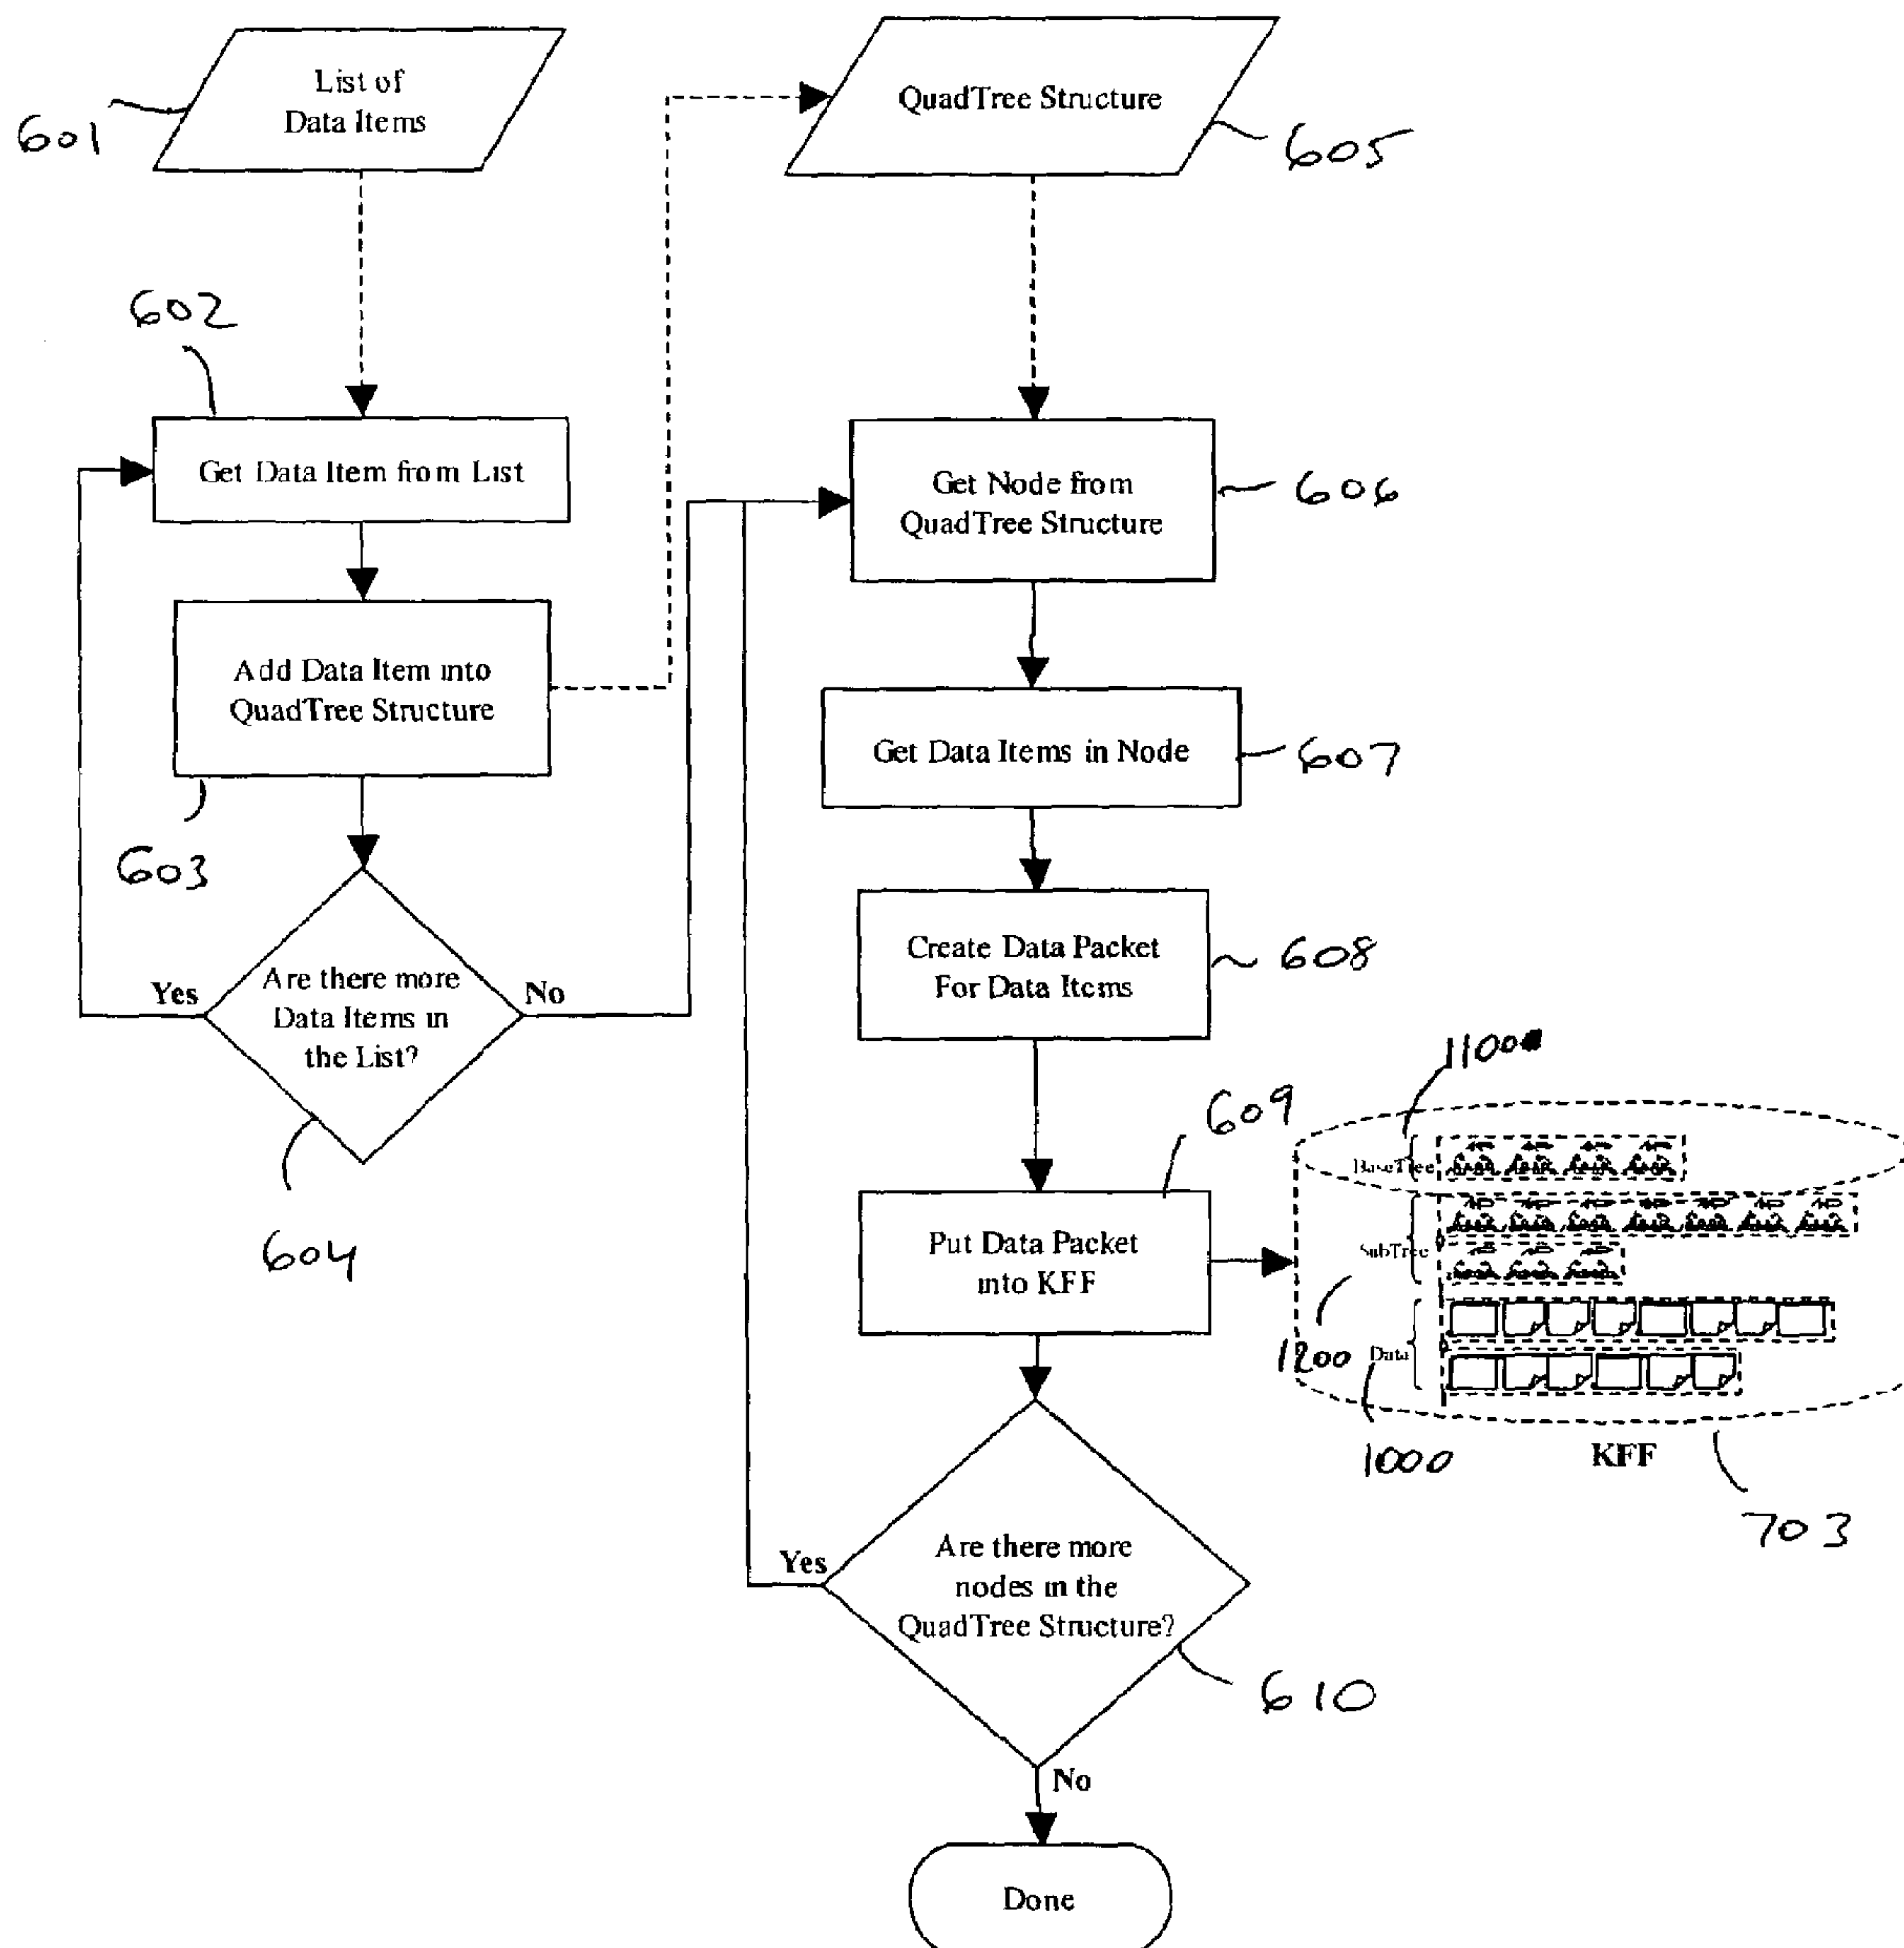 List of
Data Items
601
QuadTree Structure
605
602
Get Data Item from List
Get Node from
QuadTree Structure
606
Add Data Item into
QuadTree Structure
603
Get Data Items in Node
607
Are there more
Data Items in
the List?
Yes
No
604
Create Data Packet
For Data Items
608
609
Put Data Packet
into KFF
1100
BaseTree
SubTree
1200
Data
1000
KFF
703
Are there more
nodes in the
QuadTree Structure?
Yes
610
No
Done